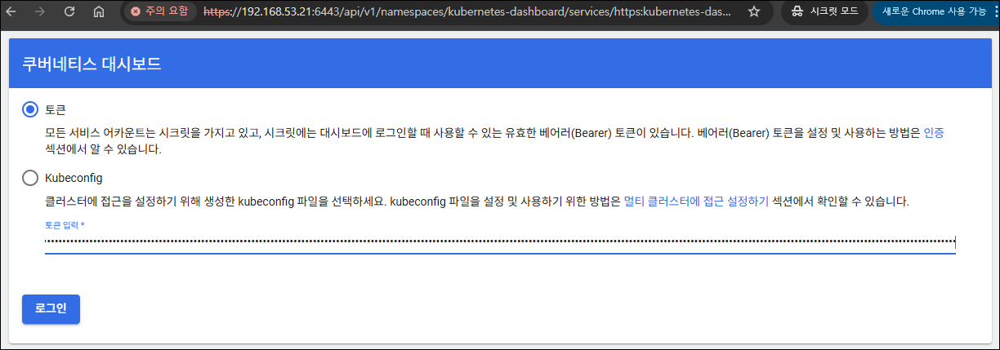 주의 요함 https://192.168.53.21:6443/api/v1/namespaces/kubernetes-dashboard/services/https:kubernetes-das... 시크릿 모드 새로운 Chrome 사용 가능
쿠버네티스 대시보드
토큰
모든 서비스 어카운트는 시크릿을 가지고 있고, 시크릿에는 대시보드에 로그인할 때 사용할 수 있는 유효한 베어러(Bearer) 토큰이 있습니다. 베어러(Bearer) 토큰을 설정 및 사용하는 방법은 인증
섹션에서 알 수 있습니다.
Kubeconfig
클러스터에 접근을 설정하기 위해 생성한 kubeconfig 파일을 선택하세요. kubeconfig 파일을 설정 및 사용하기 위한 방법은 멀티 클러스터에 접근 설정하기 섹션에서 확인할 수 있습니다.
토큰 입력 *
로그인